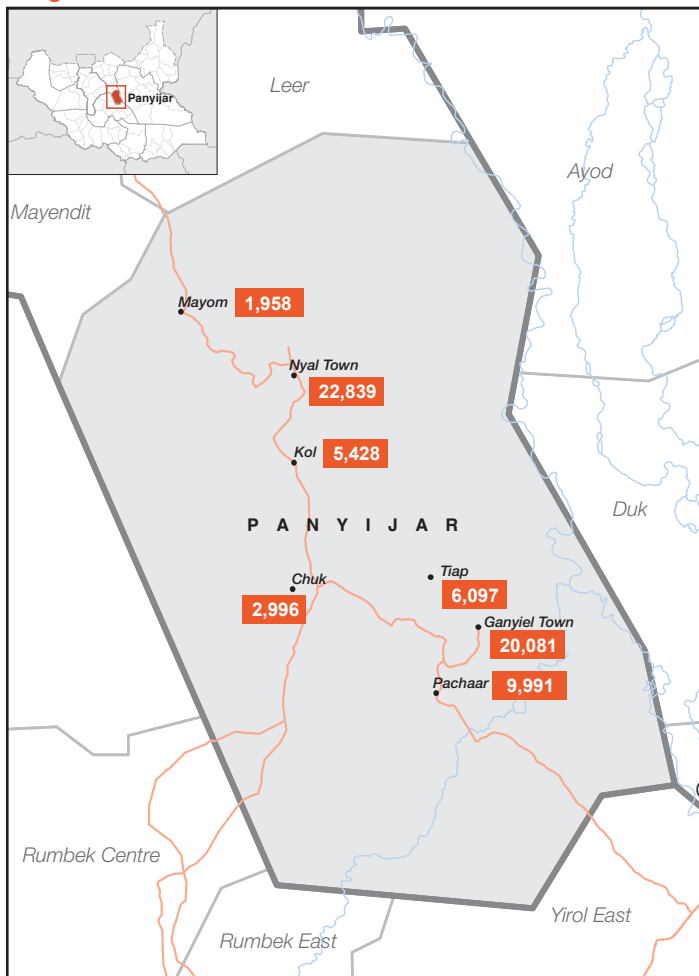 Panyijar
Leer
Ayod
Mayendit
Mayom 1,958
Nyal Town
22,839
Kol 5,428
Duk
PANYIJAR
Chuk
2,996
Tiap
6,097
Ganyiel Town
20,081
Pachaar 9,991
Rumbek Centre
Rumbek East
Yirol East